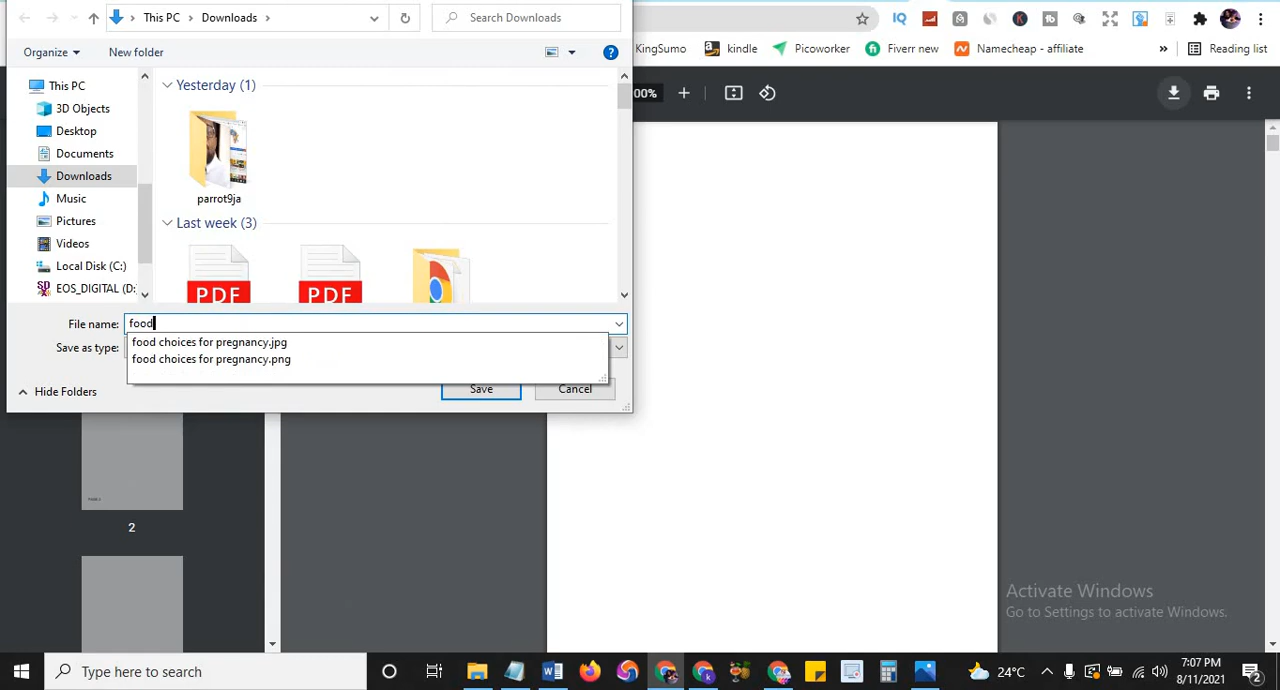 This PC > Downloads >
Search Downloads
KingSumo
kindle
Picoworker
Fiverr new
Namecheap - affiliate
»
Reading list
Organize
New folder
This PC
3D Objects
Desktop
Documents
Downloads
Music
Pictures
Videos
Local Disk (C:)
EOS_DIGITAL (D:
Yesterday (1)
parrot9ja
Last week (3)
PDF
PDF
File name: food
food choices for pregnancy.jpg
food choices for pregnancy.png
Save as type:
Hide Folders
Save
Cancel
00%
2
Activate Windows
Go to Settings to activate Windows.
Type here to search
24°C
7:07 PM
8/11/2021
2